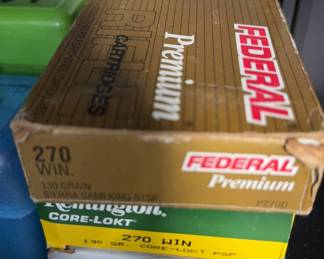 FEDERAL
Premium
RIFLE
CARTRIDGES
270
WIN
130 GRAIN
SIERRA GAMEKING BTSP
FEDERAL
Premium
P270D
Remington.
CORE-LOKT
270 WIN
130 GR. CORE-LOKT PSP